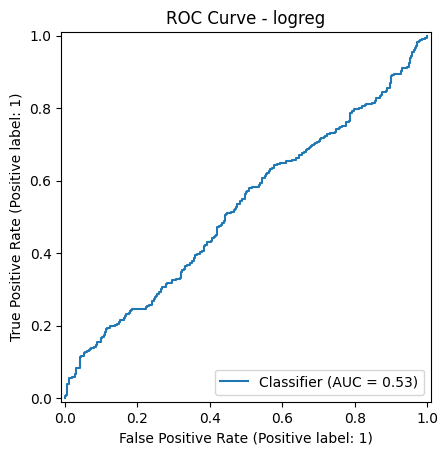 ROC Curve - logreg
1.0
0.8
0.6
0.4
0.2
0.0
True Positive Rate (Positive label: 1)
Classifier (AUC = 0.53)
0.0 0.2 0.4 0.6 0.8 1.0
False Positive Rate (Positive label: 1)